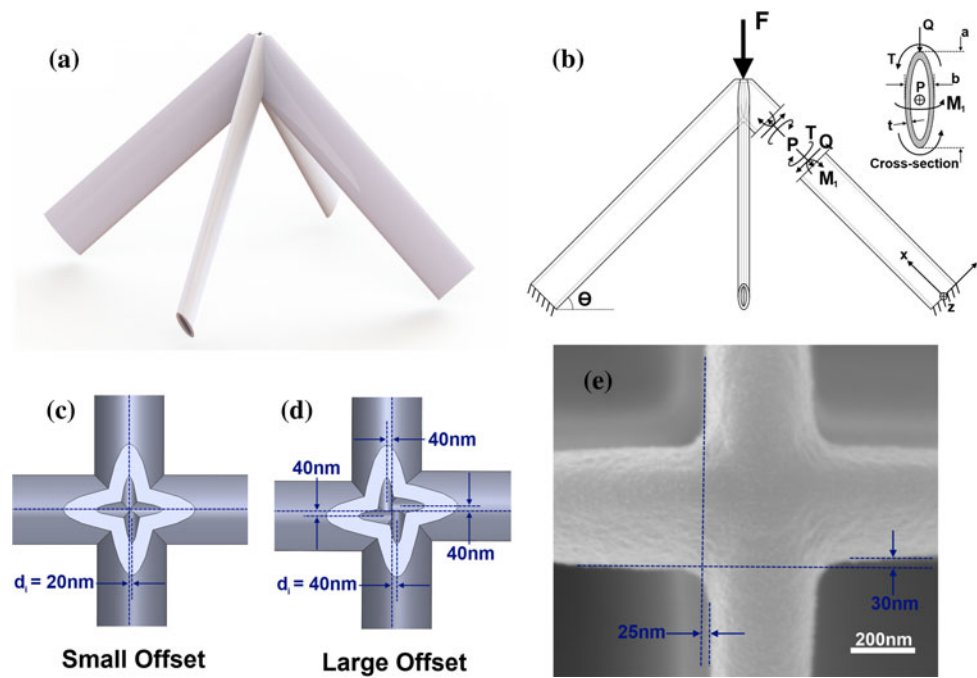 (a)
(b)
F
Q
a
T
b
P
M₁
t
Cross-section
P
T
Q
M₁
x
z
Θ
(c)
(d)
(e)
40nm
40nm
40nm
dᵢ = 20nm
dᵢ = 40nm
Small Offset
Large Offset
25nm
30nm
200nm